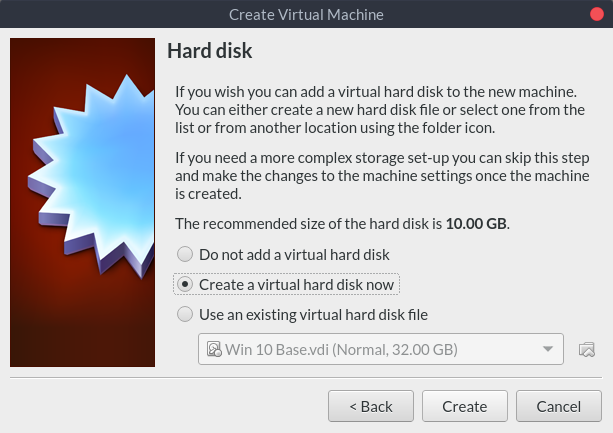 Create Virtual Machine
Hard disk
If you wish you can add a virtual hard disk to the new machine.
You can either create a new hard disk file or select one from the
list or from another location using the folder icon.
If you need a more complex storage set-up you can skip this step
and make the changes to the machine settings once the machine
is created.
The recommended size of the hard disk is 10.00 GB.
Do not add a virtual hard disk
Create a virtual hard disk now
Use an existing virtual hard disk file
Win 10 Base.vdi (Normal, 32.00 GB)
< Back
Create
Cancel